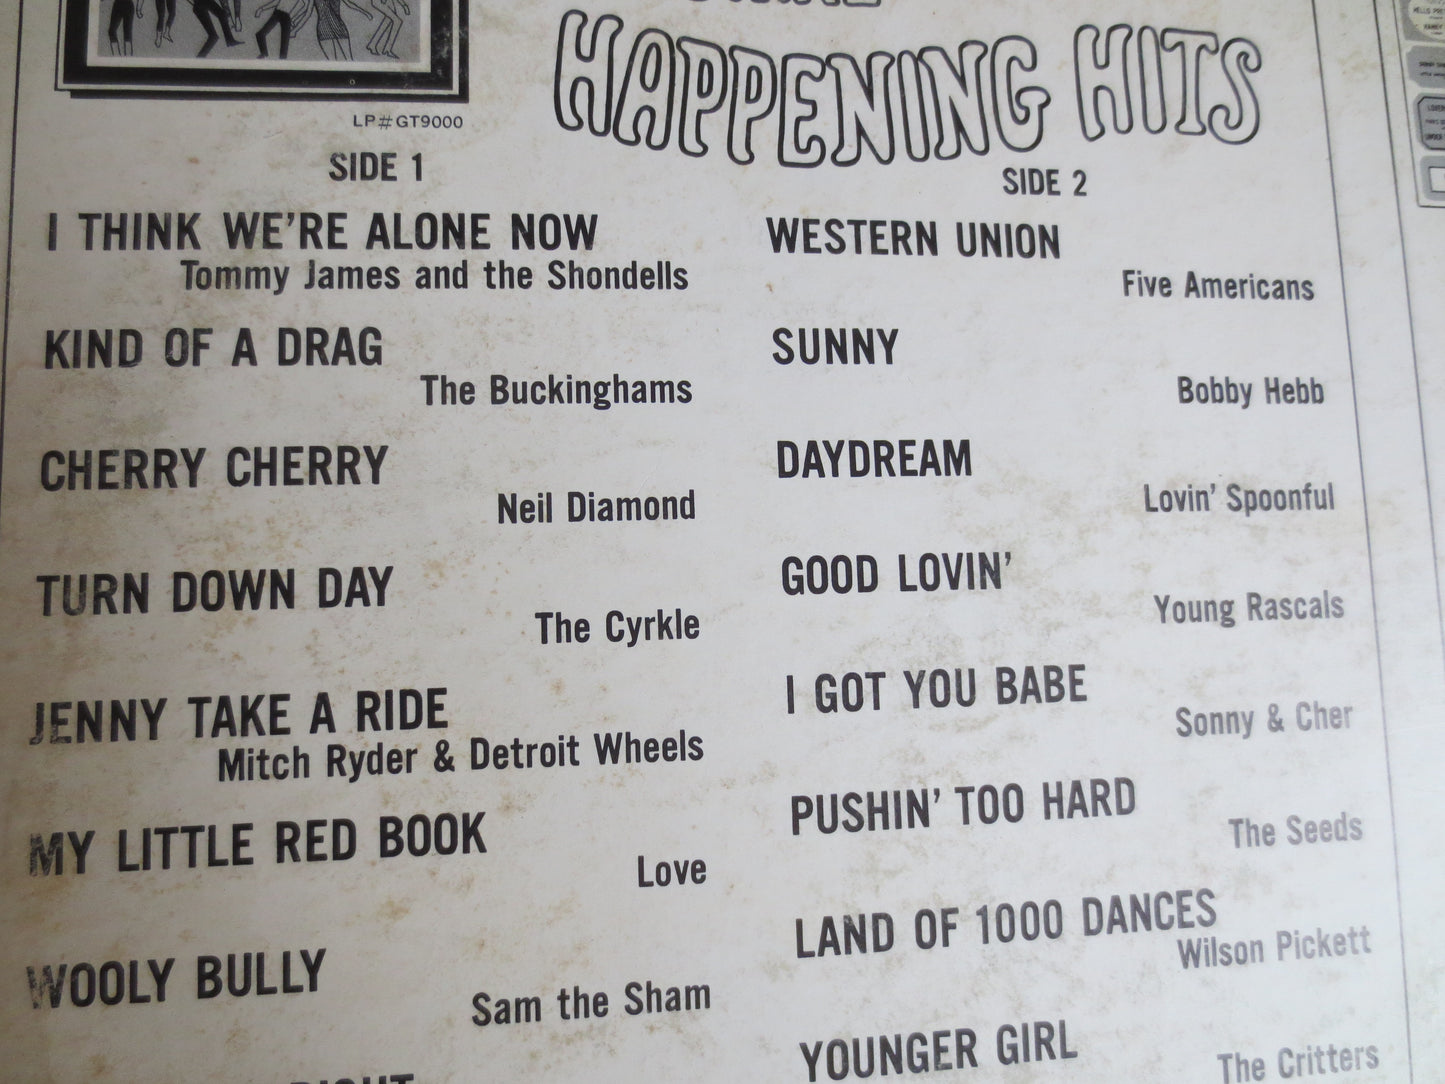 HAPPENING HITS
LP#GT9000
SIDE 1
I THINK WE'RE ALONE NOW
Tommy James and the Shondells
KIND OF A DRAG
The Buckinghams
CHERRY CHERRY
Neil Diamond
TURN DOWN DAY
The Cyrkle
JENNY TAKE A RIDE
Mitch Ryder & Detroit Wheels
MY LITTLE RED BOOK
Love
WOOLY BULLY
Sam the Sham
SIDE 2
WESTERN UNION
Five Americans
SUNNY
Bobby Hebb
DAYDREAM
Lovin' Spoonful
GOOD LOVIN'
Young Rascals
I GOT YOU BABE
Sonny & Cher
PUSHIN' TOO HARD
The Seeds
LAND OF 1000 DANCES
Wilson Pickett
YOUNGER GIRL
The Critters